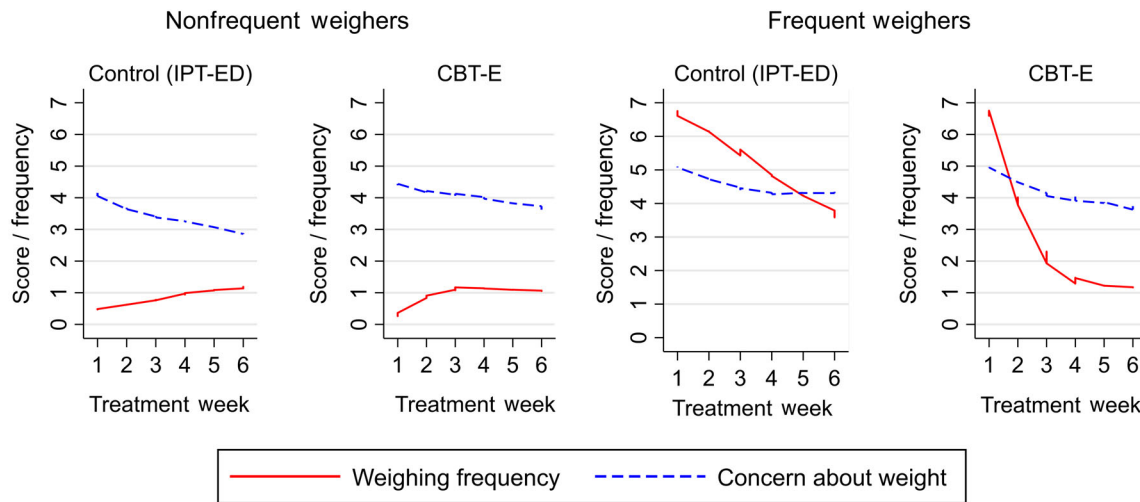 Nonfrequent weighers
Frequent weighers
Control (IPT-ED)
CBT-E
Control (IPT-ED)
CBT-E
Score / frequency
7
6
5
4
3
2
1
0
1 2 3 4 5 6
Treatment week
Score / frequency
7
6
5
4
3
2
1
0
1 2 3 4 5 6
Treatment week
Score / frequency
7
6
5
4
3
2
1
0
1 2 3 4 5 6
Treatment week
Score / frequency
7
6
5
4
3
2
1
0
1 2 3 4 5 6
Treatment week
Weighing frequency
Concern about weight